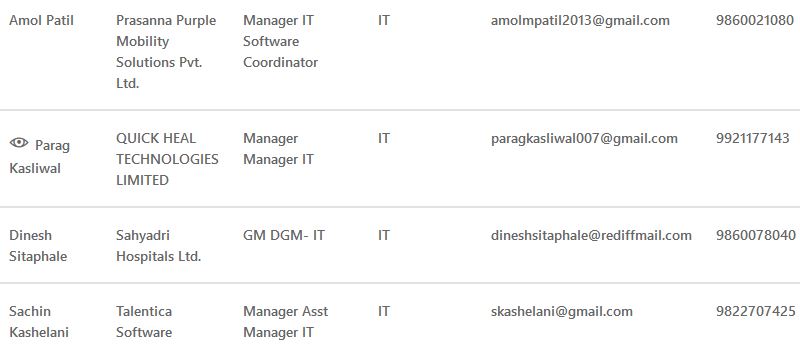 Amol Patil Prasanna Purple Manager IT IT amolmpatil2013@gmail.com 9860021080
Mobility Software
Solutions Pvt. Coordinator
Ltd.
Parag QUICK HEAL Manager IT paragkasliwal007@gmail.com 9921177143
Kasliwal TECHNOLOGIES Manager IT
LIMITED
Dinesh Sahyadri GM DGM- IT IT dineshsitaphale@rediffmail.com 9860078040
Sitaphale Hospitals Ltd.
Sachin Talentica Manager Asst IT skashelani@gmail.com 9822707425
Kashelani Software Manager IT